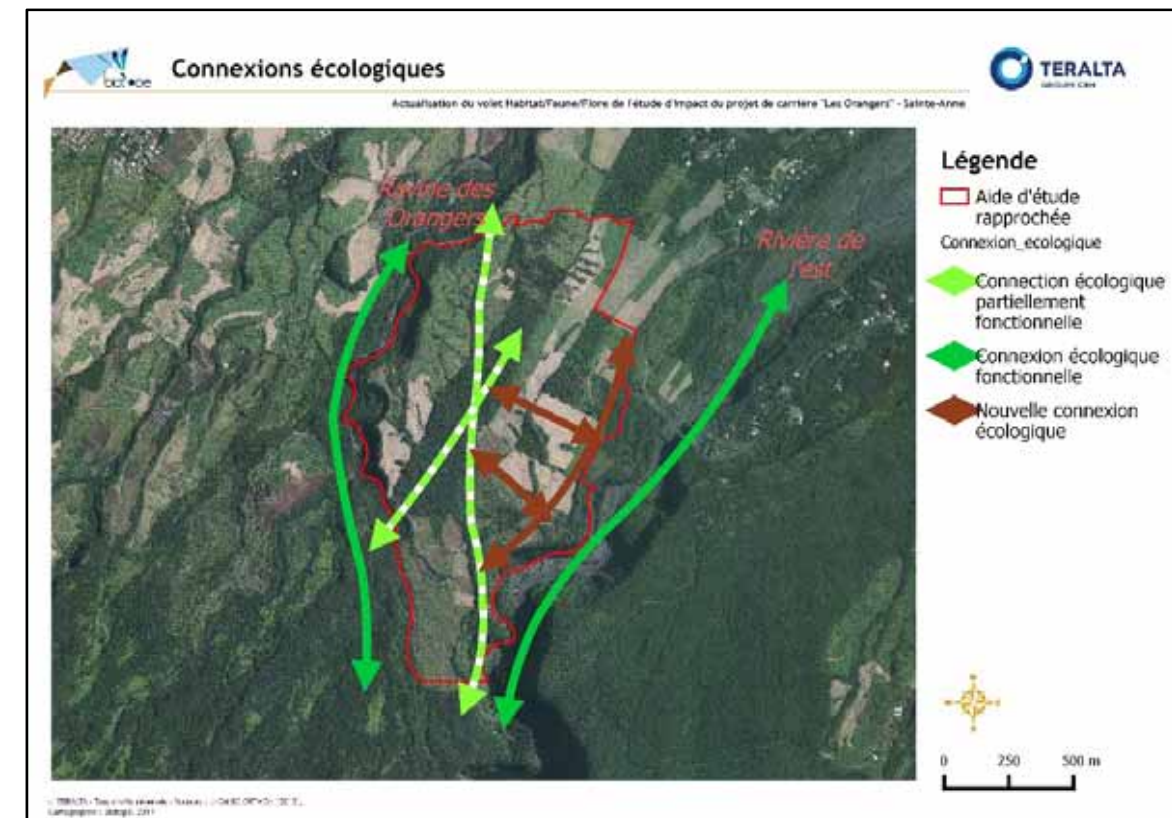 biotope
Connexions écologiques
TERALTA
GROUPE CRH
Actualisation du volet Habitat/Faune/Flore de l'étude d'impact du projet de carrière "Les Orangers" - Sainte-Anne
Ravine des
Orangers
Rivière de
l'est
Légende
Aide d'étude
rapprochée
Connexion_ecologique
Connection écologique
partiellement
fonctionnelle
Connexion écologique
fonctionnelle
Nouvelle connexion
écologique
0 250 500 m